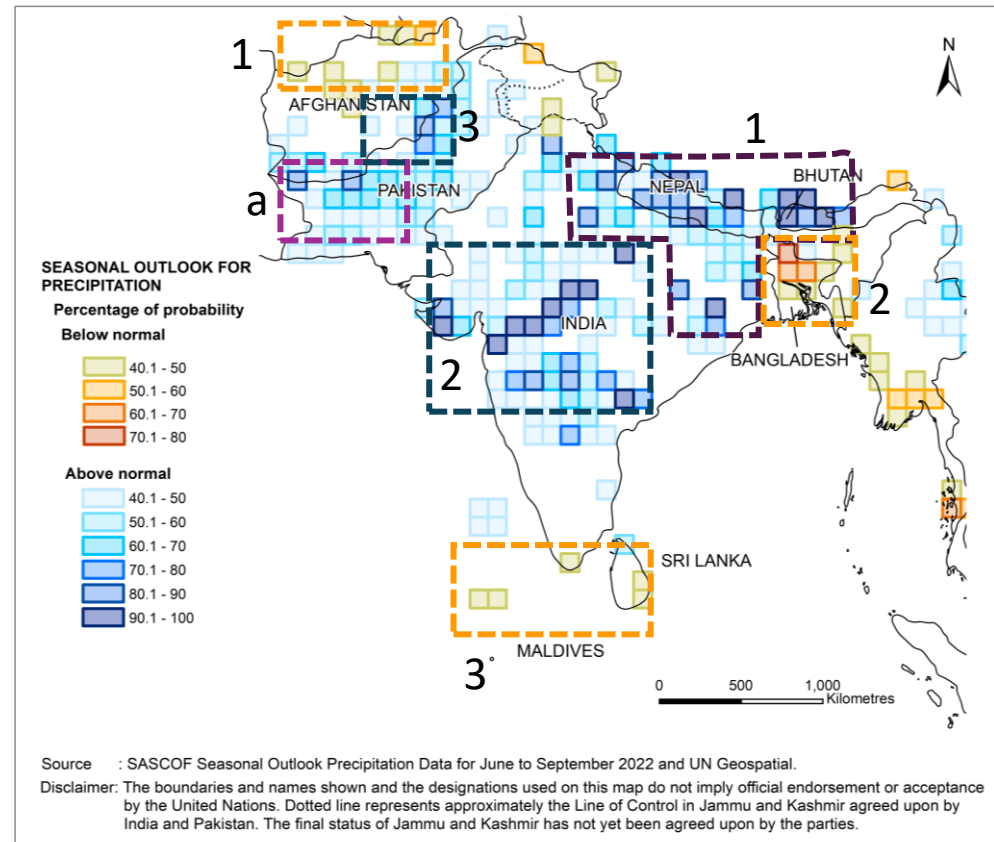 N
1
AFGHANISTAN
3
1
BHUTAN
NEPAL
PAKISTAN
a
SEASONAL OUTLOOK FOR
PRECIPITATION
Percentage of probability
Below normal
40.1 - 50
50.1 - 60
60.1 - 70
70.1 - 80
Above normal
40.1 - 50
50.1 - 60
60.1 - 70
70.1 - 80
80.1 - 90
90.1 - 100
INDIA
2
2
BANGLADESH
SRI LANKA
MALDIVES
3
0 500 1,000
Kilometres
Source : SASCOF Seasonal Outlook Precipitation Data for June to September 2022 and UN Geospatial.
Disclaimer: The boundaries and names shown and the designations used on this map do not imply official endorsement or acceptance
by the United Nations. Dotted line represents approximately the Line of Control in Jammu and Kashmir agreed upon by
India and Pakistan. The final status of Jammu and Kashmir has not yet been agreed upon by the parties.